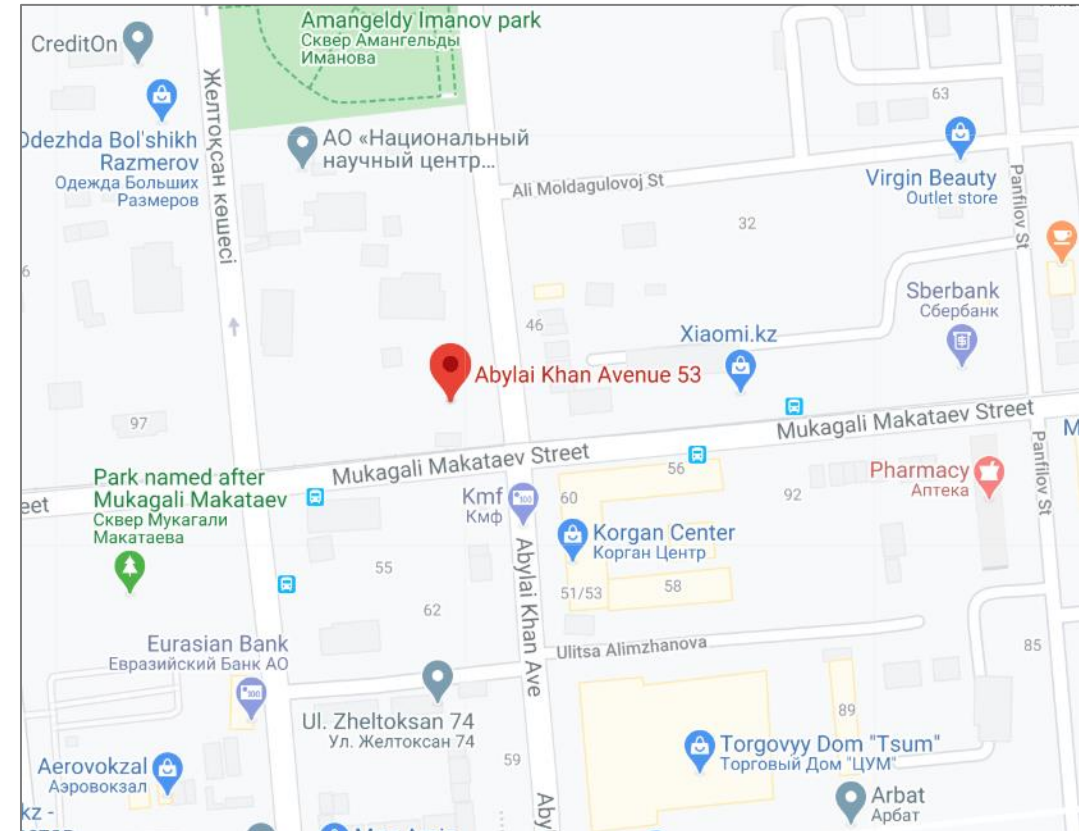 Amangeldy Imanov park
Сквер Амангельды
Иманова
CreditOn
Желтоқсан көшесі
63
АО «Национальный
научный центр...
Odezhda Bol'shikh
Razmerov
Одежда Больших
Размеров
Ali Moldagulovoj St
Virgin Beauty
Outlet store
Panfilov St
32
6
Sberbank
Сбербанк
46
Xiaomi.kz
Abylai Khan Avenue 53
97
Mukagali Makataev Street
Mukagali Makataev Street
M
Park named after
Mukagali Makataev
Сквер Мукагали
Макатаева
eet
Kmf
Кмф
60
56
92
Pharmacy
Аптека
Panfilov St
Korgan Center
Корган Центр
Abylai Khan Ave
55
51/53
58
62
Ulitsa Alimzhanova
85
Eurasian Bank
Евразийский Банк АО
Ul. Zheltoksan 74
Ул. Желтоксан 74
89
59
Torgovyy Dom "Tsum"
Торговый Дом "ЦУМ"
Aerovokzal
Аэровокзал
Arbat
Арбат
kz -
Aby